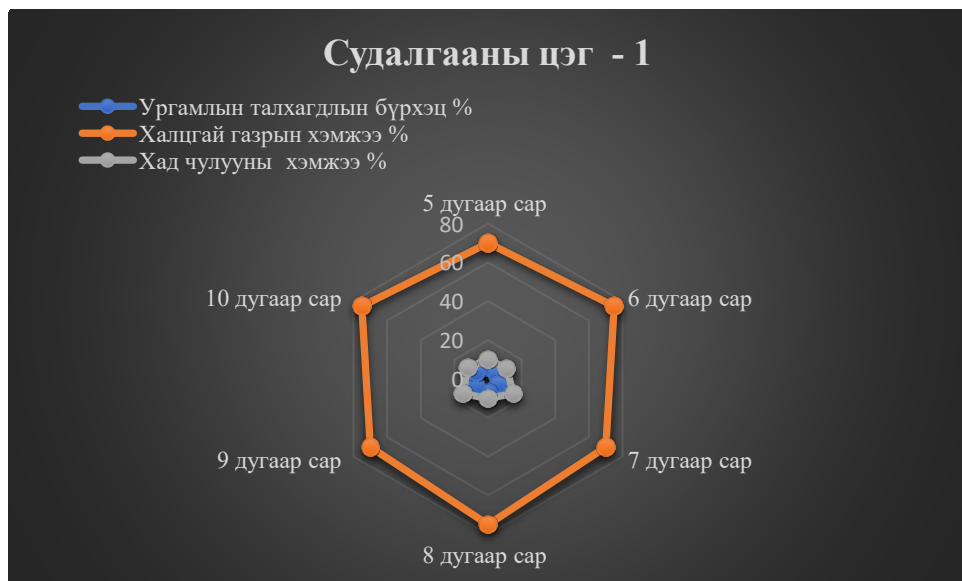 Судалгааны цэг - 1
Ургамлын талхагдлын бүрхэц %
Халцгай газрын хэмжээ %
Хад чулууны хэмжээ %
5 дугаар сар
80
60
10 дугаар сар
6 дугаар сар
40
20
0
9 дугаар сар
7 дугаар сар
8 дугаар сар